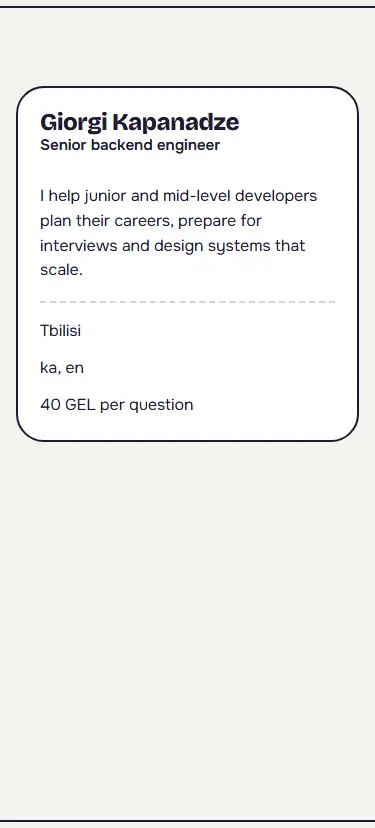 Giorgi Kapanadze
Senior backend engineer
I help junior and mid-level developers
plan their careers, prepare for
interviews and design systems that
scale.
Tbilisi
ka, en
40 GEL per question